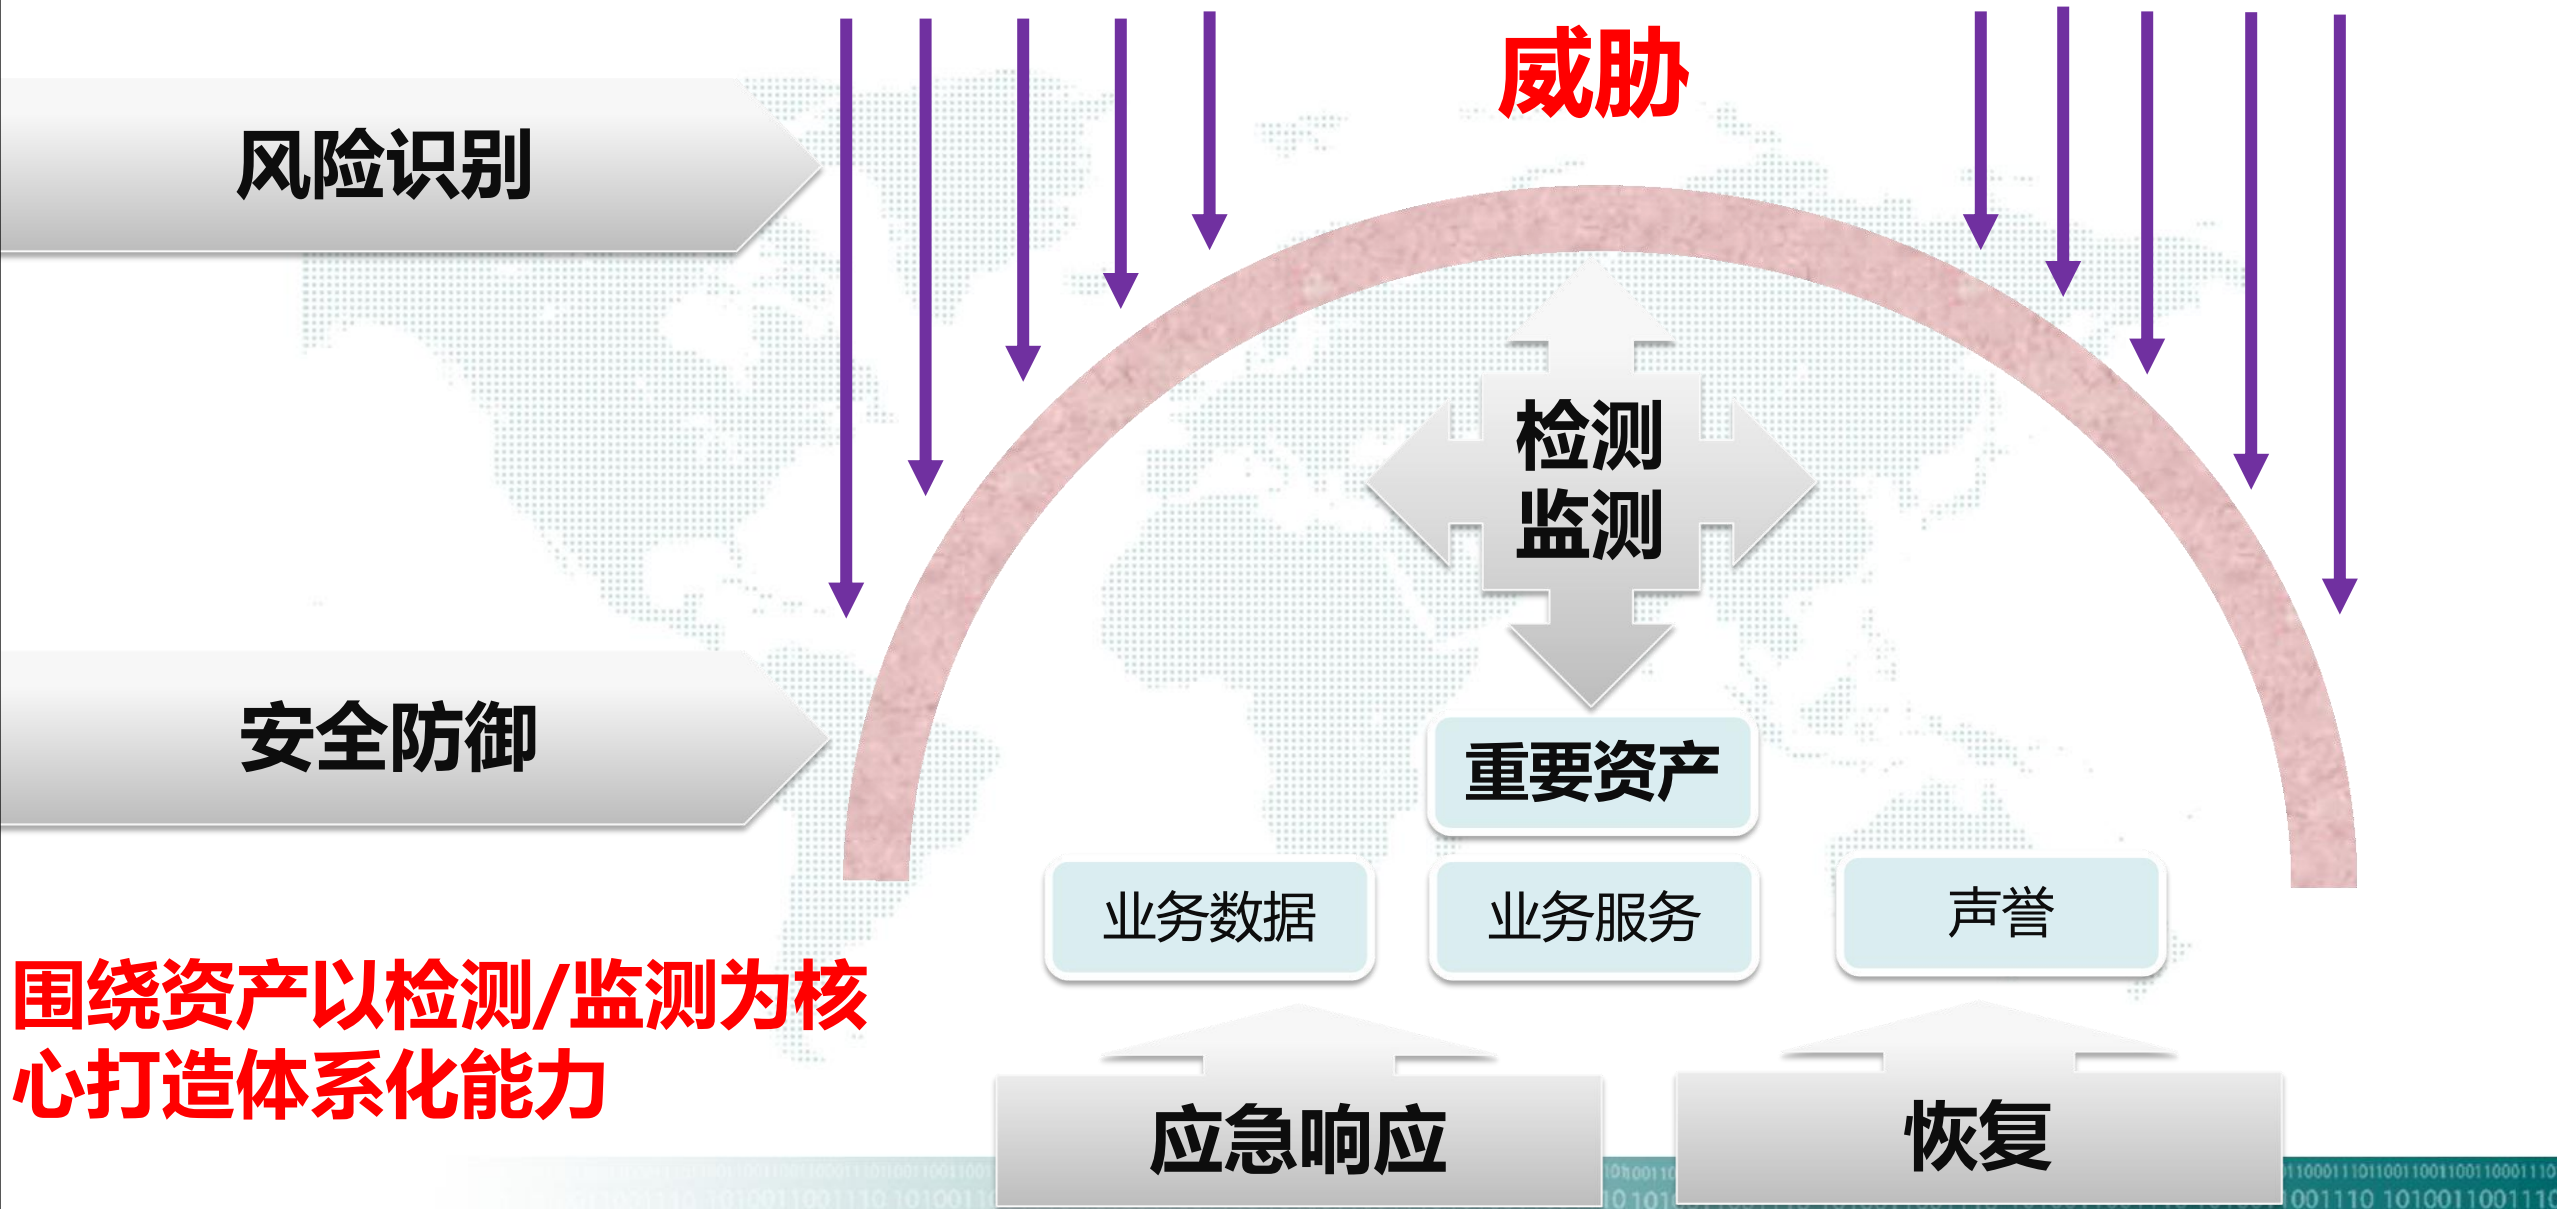 威胁
风险识别
检测
监测
安全防御
重要资产
业务数据
业务服务
声誉
围绕资产以检测/监测为核
心打造体系化能力
应急响应
恢复